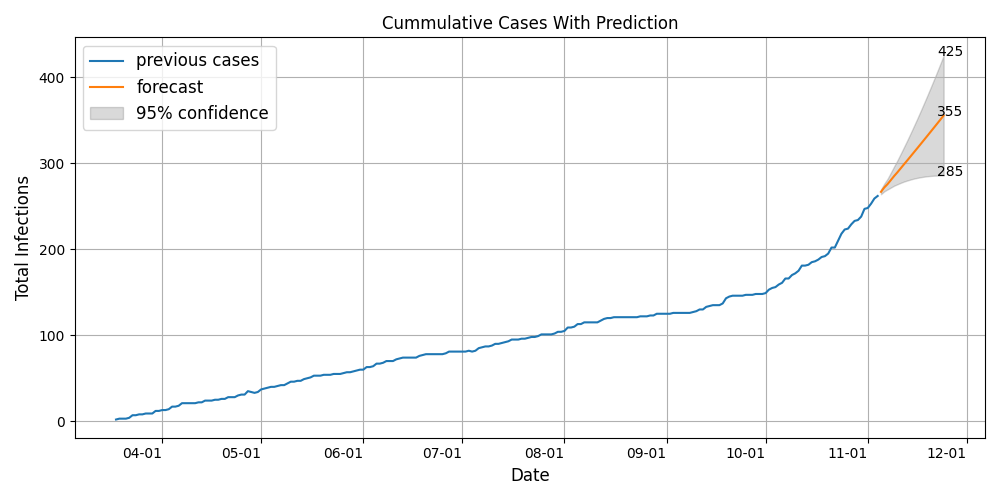 Cummulative Cases With Prediction
previous cases
forecast
95% confidence
425
355
285
Total Infections
400
300
200
100
0
04-01
05-01
06-01
07-01
08-01
09-01
10-01
11-01
12-01
Date